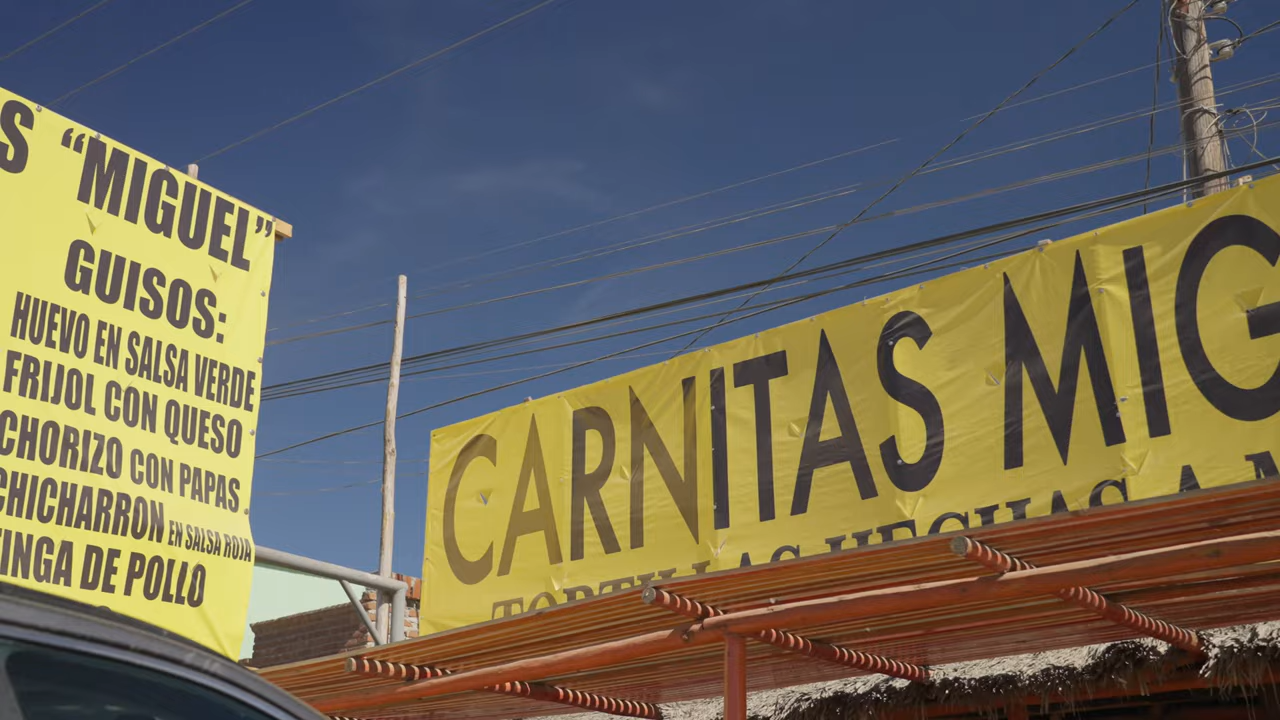 S "MIGUEL"
GUISOS:
HUEVO EN SALSA VERDE
FRIJOL CON QUESO
CHORIZO CON PAPAS
CHICHARRON EN SALSA ROJA
TINGA DE POLLO
CARNITAS MIG
TORTILLAS HECHAS A